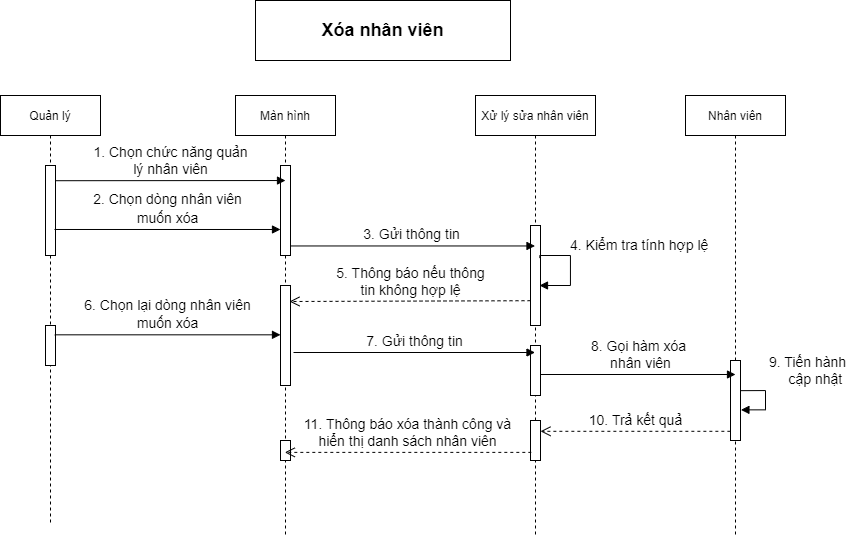 Xóa nhân viên
Quản lý
Màn hình
Xử lý sửa nhân viên
Nhân viên
1. Chọn chức năng quản
lý nhân viên
2. Chọn dòng nhân viên
muốn xóa
3. Gửi thông tin
4. Kiểm tra tính hợp lệ
5. Thông báo nếu thông
tin không hợp lệ
6. Chọn lại dòng nhân viên
muốn xóa
7. Gửi thông tin
8. Gọi hàm xóa
nhân viên
9. Tiến hành
cập nhật
10. Trả kết quả
11. Thông báo xóa thành công và
hiển thị danh sách nhân viên